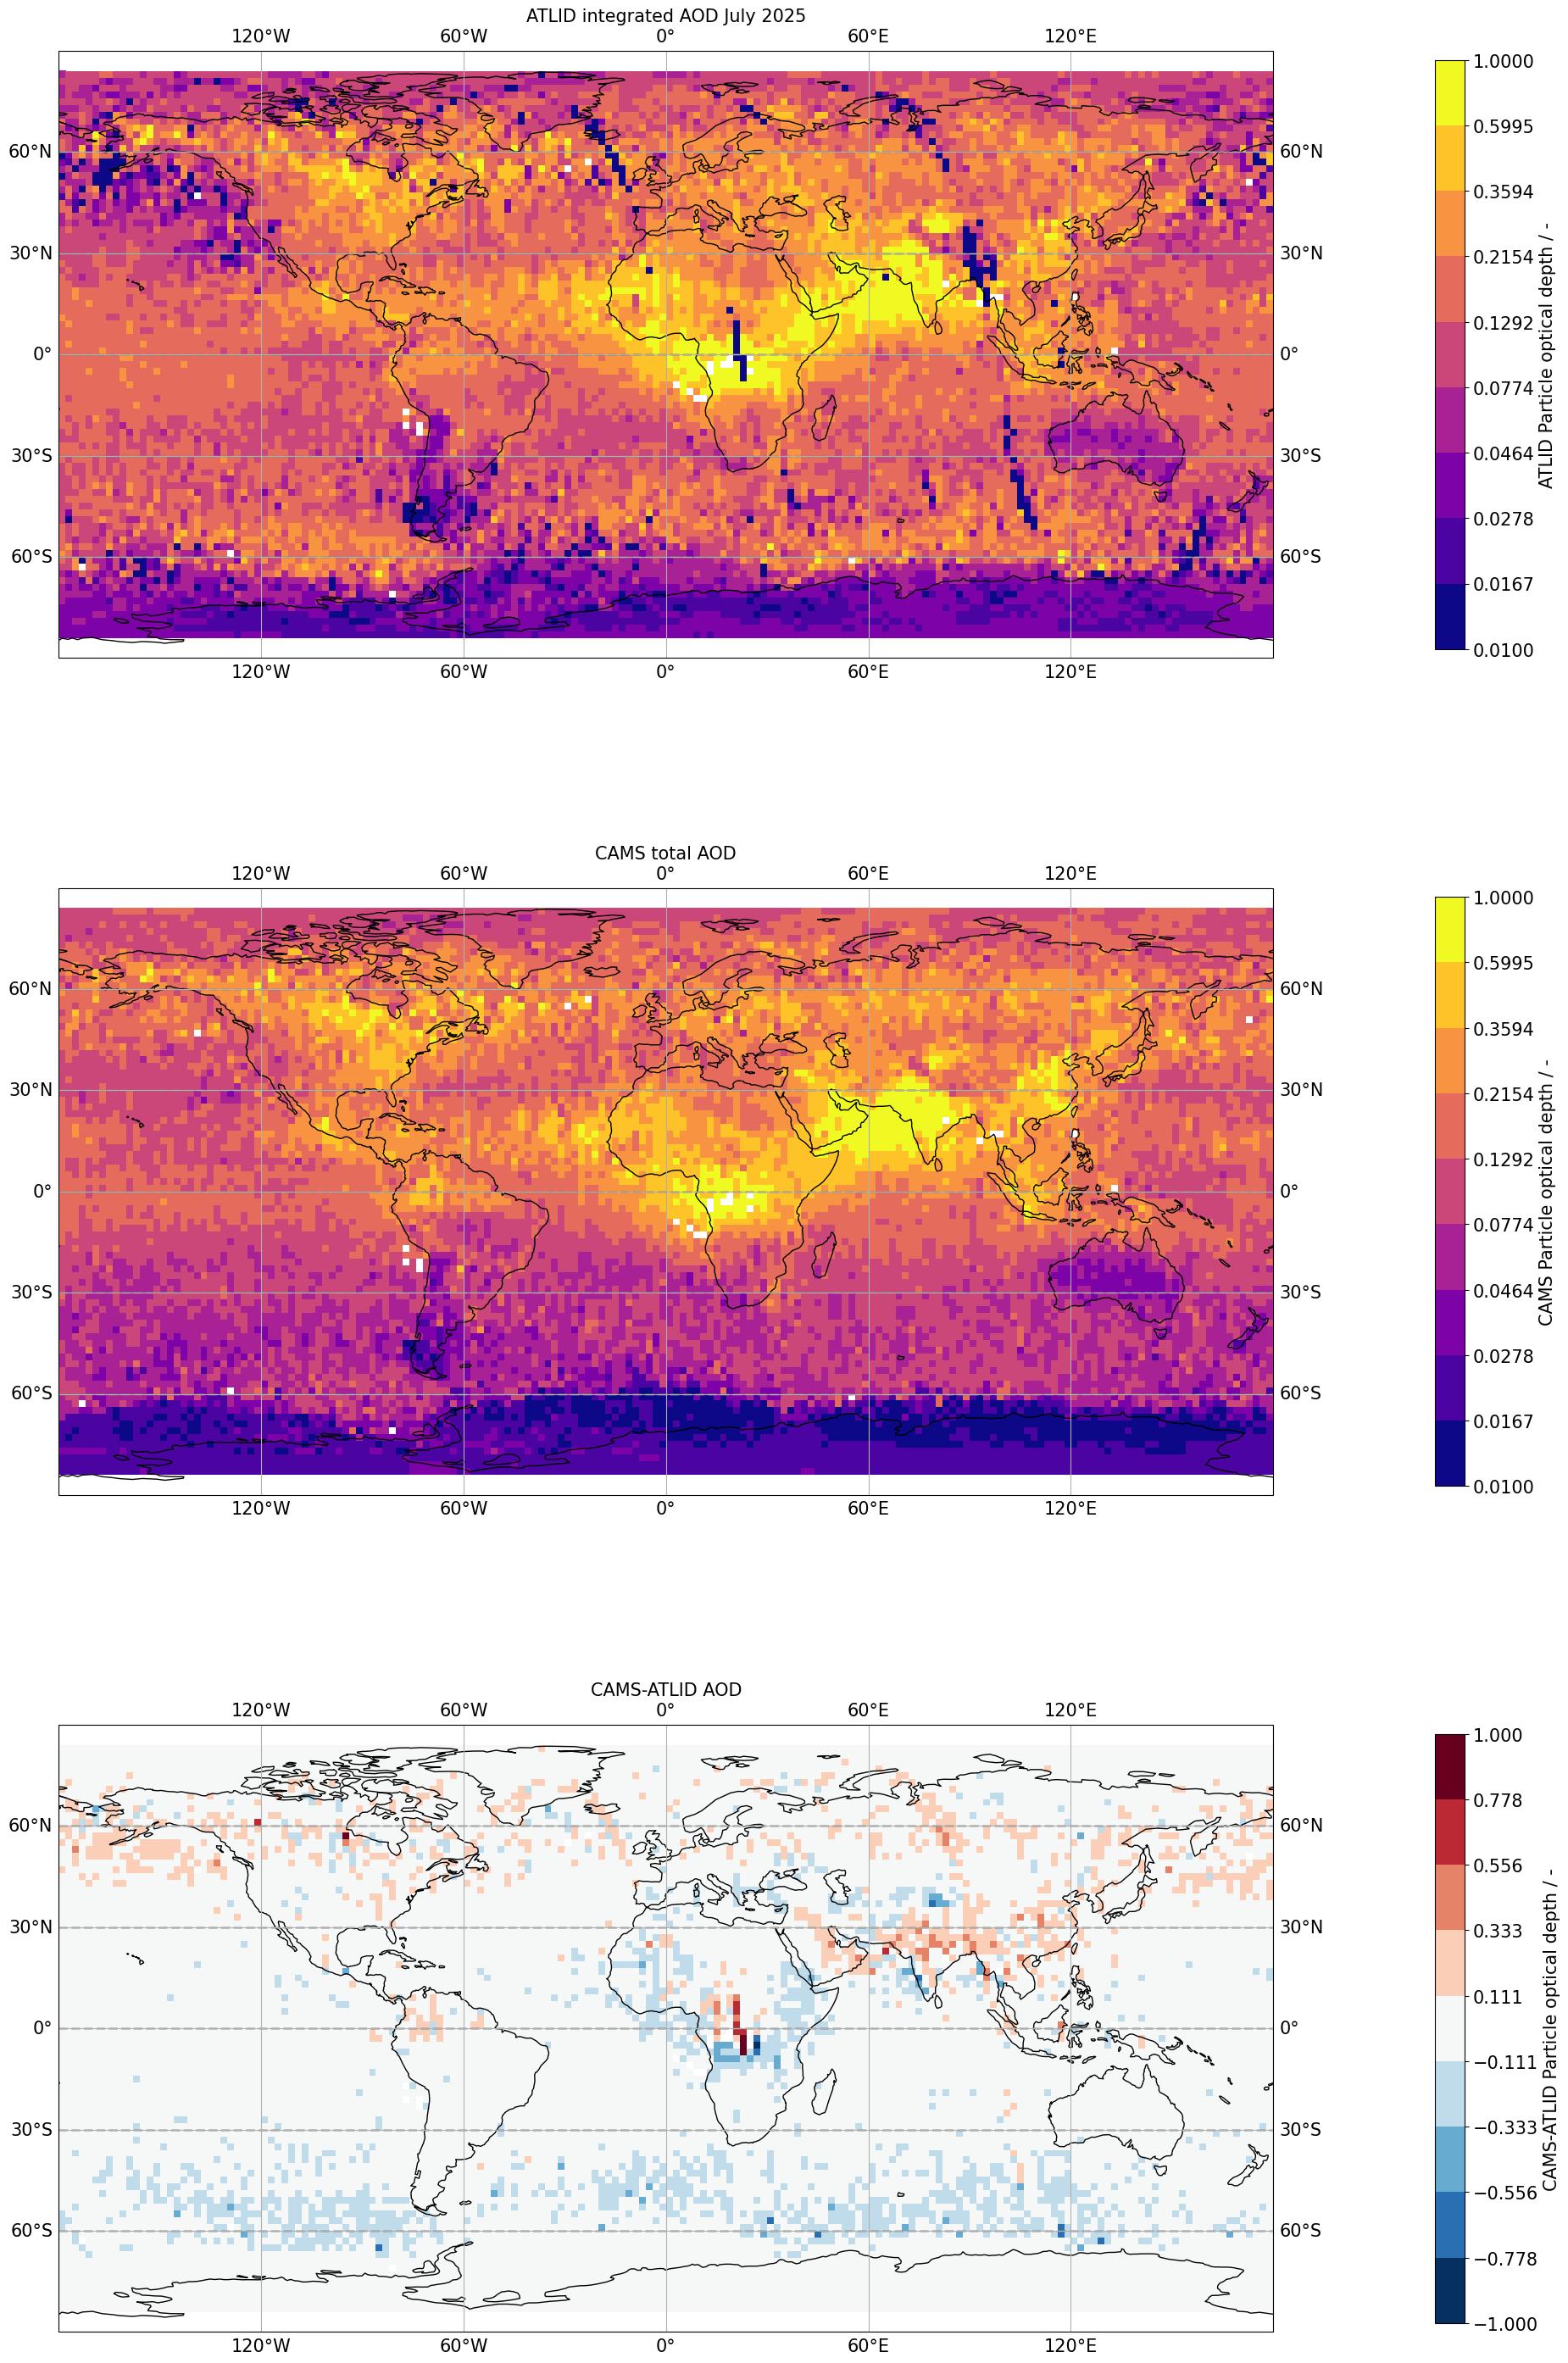 ATLID integrated AOD July 2025
120°W 60°W 0° 60°E 120°E
1.0000
0.5995
60°N 60°N
0.3594
30°N 30°N
0.2154
0.1292
0° 0°
0.0774
0.0464
30°S 30°S
0.0278
60°S 60°S
0.0167
0.0100
ATLID Particle optical depth / -
120°W 60°W 0° 60°E 120°E
CAMS total AOD
120°W 60°W 0° 60°E 120°E
1.0000
0.5995
60°N 60°N
0.3594
30°N 30°N
0.2154
0.1292
0° 0°
0.0774
0.0464
30°S 30°S
0.0278
60°S 60°S
0.0167
0.0100
CAMS Particle optical depth / -
120°W 60°W 0° 60°E 120°E
CAMS-ATLID AOD
120°W 60°W 0° 60°E 120°E
1.000
0.778
60°N 60°N
0.556
30°N 30°N
0.333
0.111
0° 0°
−0.111
−0.333
30°S 30°S
−0.556
60°S 60°S
−0.778
−1.000
CAMS-ATLID Particle optical depth / -
120°W 60°W 0° 60°E 120°E